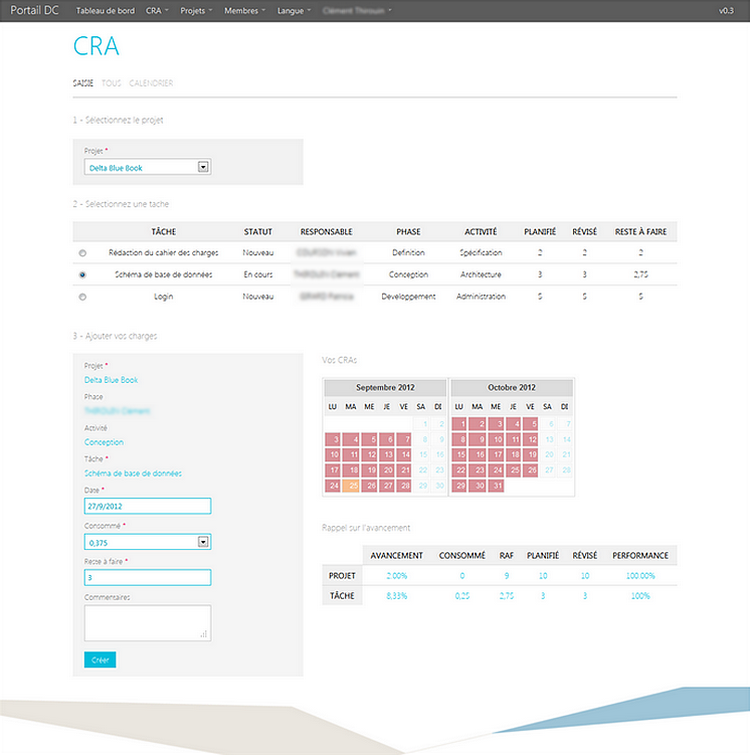 Portail DC Tableau de bord CRA Projets Membres Langue v0.3
CRA
SAISIE TOUS CALENDRIER
1 - Sélectionnez le projet
Projet *
Delta Blue Book
2 - Selectionnez une tache
TÂCHE STATUT RESPONSABLE PHASE ACTIVITÉ PLANIFIÉ RÉVISÉ RESTE À FAIRE
Rédaction du cahier des charges Nouveau Definition Spécification 2 2 2
Schéma de base de données En cours Conception Architecture 3 3 2,75
Login Nouveau Developpement Administration 5 5 5
3 - Ajouter vos charges
Projet *
Delta Blue Book
Phase
Activité
Conception
Tâche *
Schéma de base de données
Date *
27/9/2012
Consommé *
0,375
Reste à faire *
3
Commentaires
Créer
Vos CRAs
Septembre 2012 Octobre 2012
LU MA ME JE VE SA DI LU MA ME JE VE SA DI
1 2 1 2 3 4 5 6 7
3 4 5 6 7 8 9 8 9 10 11 12 13 14
10 11 12 13 14 15 16 15 16 17 18 19 20 21
17 18 19 20 21 22 23 22 23 24 25 26 27 28
24 25 26 27 28 29 30 29 30 31
Rappel sur l'avancement
AVANCEMENT CONSOMMÉ RAF PLANIFIÉ RÉVISÉ PERFORMANCE
PROJET 2.00% 0 9 10 10 100.00%
TÂCHE 8,33% 0,25 2,75 3 3 100%